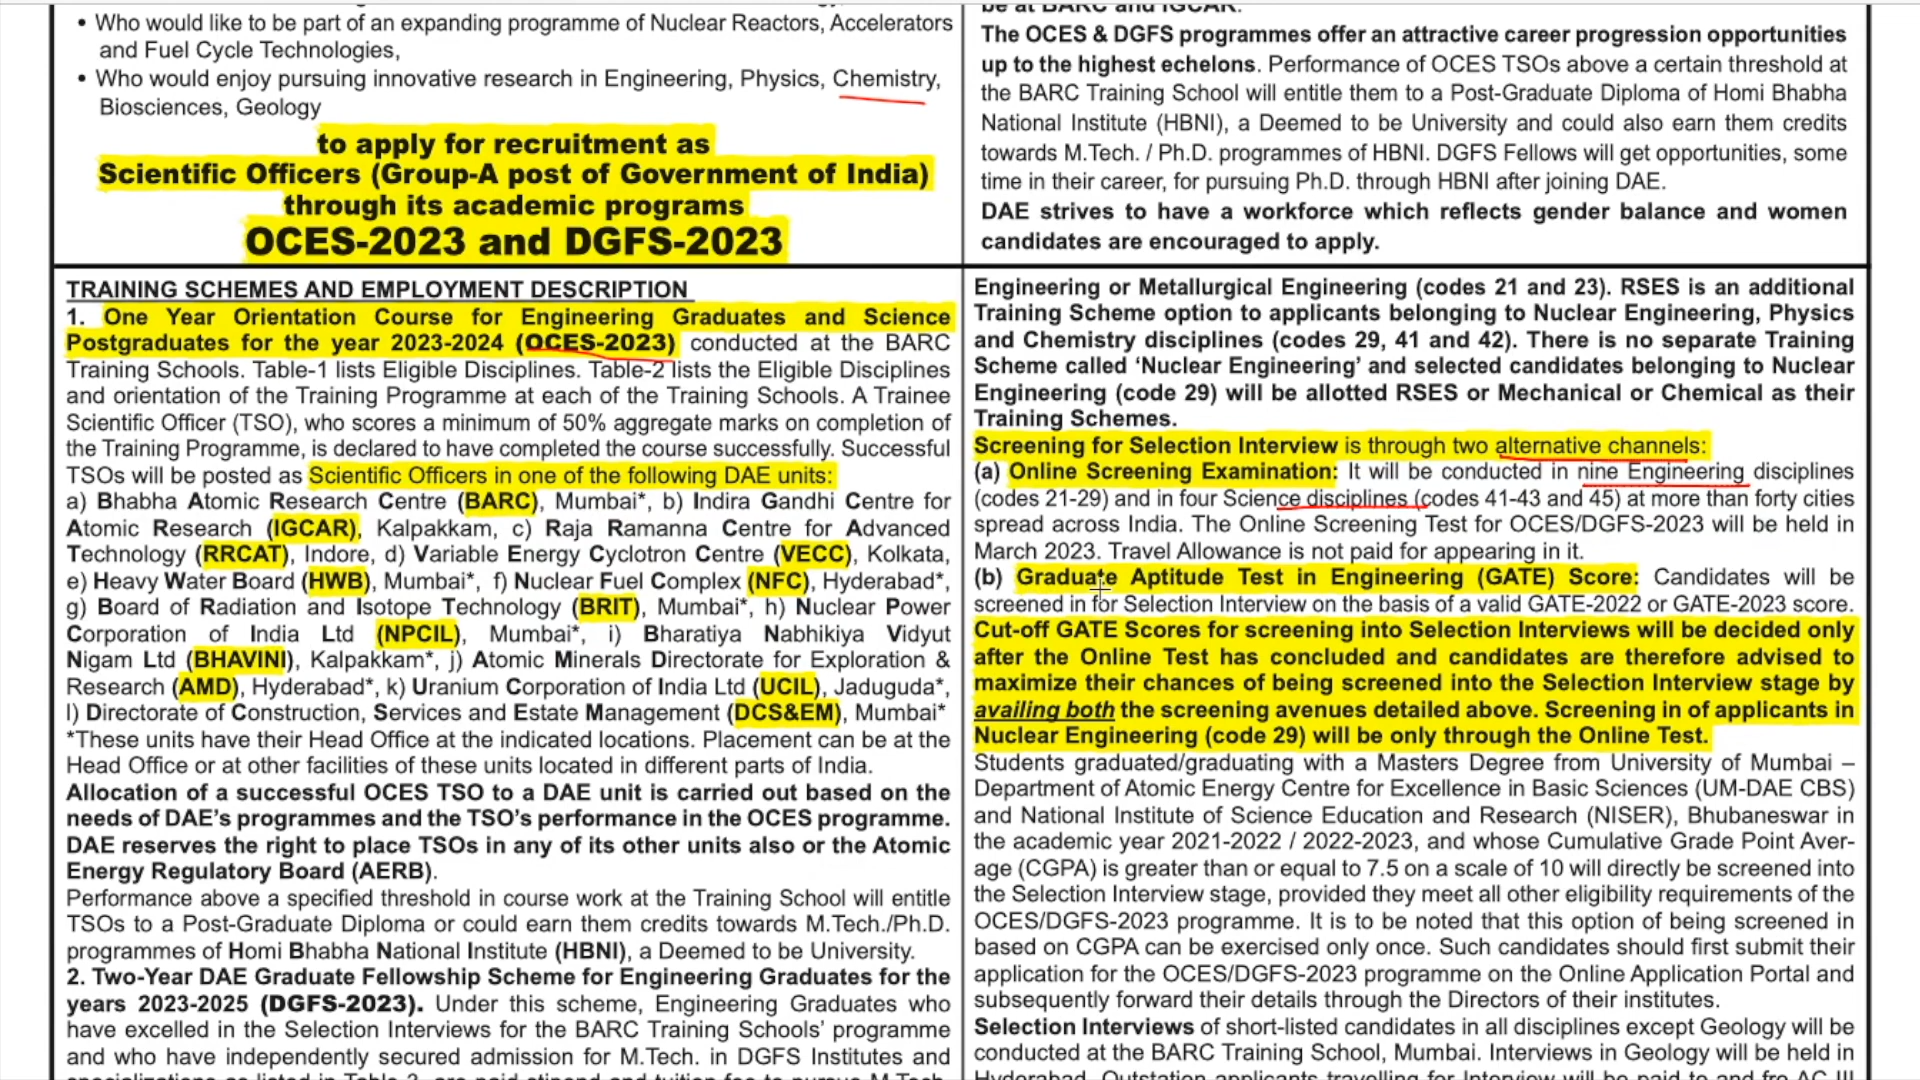 • Who would like to be part of an expanding programme of Nuclear Reactors, Accelerators
and Fuel Cycle Technologies,
• Who would enjoy pursuing innovative research in Engineering, Physics, Chemistry,
Biosciences, Geology
to apply for recruitment as
Scientific Officers (Group-A post of Government of India)
through its academic programs
OCES-2023 and DGFS-2023
be at BARC and IGCAR.
The OCES & DGFS programmes offer an attractive career progression opportunities
up to the highest echelons. Performance of OCES TSOs above a certain threshold at
the BARC Training School will entitle them to a Post-Graduate Diploma of Homi Bhabha
National Institute (HBNI), a Deemed to be University and could also earn them credits
towards M.Tech. / Ph.D. programmes of HBNI. DGFS Fellows will get opportunities, some
time in their career, for pursuing Ph.D. through HBNI after joining DAE.
DAE strives to have a workforce which reflects gender balance and women
candidates are encouraged to apply.
TRAINING SCHEMES AND EMPLOYMENT DESCRIPTION
1. One Year Orientation Course for Engineering Graduates and Science
Postgraduates for the year 2023-2024 (OCES-2023) conducted at the BARC
Training Schools. Table-1 lists Eligible Disciplines. Table-2 lists the Eligible Disciplines
and orientation of the Training Programme at each of the Training Schools. A Trainee
Scientific Officer (TSO), who scores a minimum of 50% aggregate marks on completion of
the Training Programme, is declared to have completed the course successfully. Successful
TSOs will be posted as Scientific Officers in one of the following DAE units:
a) Bhabha Atomic Research Centre (BARC), Mumbai*, b) Indira Gandhi Centre for
Atomic Research (IGCAR), Kalpakkam, c) Raja Ramanna Centre for Advanced
Technology (RRCAT), Indore, d) Variable Energy Cyclotron Centre (VECC), Kolkata,
e) Heavy Water Board (HWB), Mumbai*, f) Nuclear Fuel Complex (NFC), Hyderabad*,
g) Board of Radiation and Isotope Technology (BRIT), Mumbai*, h) Nuclear Power
Corporation of India Ltd (NPCIL), Mumbai*, i) Bharatiya Nabhikiya Vidyut
Nigam Ltd (BHAVINI), Kalpakkam*, j) Atomic Minerals Directorate for Exploration &
Research (AMD), Hyderabad*, k) Uranium Corporation of India Ltd (UCIL), Jaduguda*,
l) Directorate of Construction, Services and Estate Management (DCS&EM), Mumbai*
*These units have their Head Office at the indicated locations. Placement can be at the
Head Office or at other facilities of these units located in different parts of India.
Allocation of a successful OCES TSO to a DAE unit is carried out based on the
needs of DAE's programmes and the TSO's performance in the OCES programme.
DAE reserves the right to place TSOs in any of its other units also or the Atomic
Energy Regulatory Board (AERB).
Performance above a specified threshold in course work at the Training School will entitle
TSOs to a Post-Graduate Diploma or could earn them credits towards M.Tech./Ph.D.
programmes of Homi Bhabha National Institute (HBNI), a Deemed to be University.
2. Two-Year DAE Graduate Fellowship Scheme for Engineering Graduates for the
years 2023-2025 (DGFS-2023). Under this scheme, Engineering Graduates who
have excelled in the Selection Interviews for the BARC Training Schools' programme
and who have independently secured admission for M.Tech. in DGFS Institutes and
Engineering or Metallurgical Engineering (codes 21 and 23). RSES is an additional
Training Scheme option to applicants belonging to Nuclear Engineering, Physics
and Chemistry disciplines (codes 29, 41 and 42). There is no separate Training
Scheme called 'Nuclear Engineering' and selected candidates belonging to Nuclear
Engineering (code 29) will be allotted RSES or Mechanical or Chemical as their
Training Schemes.
Screening for Selection Interview is through two alternative channels:
(a) Online Screening Examination: It will be conducted in nine Engineering disciplines
(codes 21-29) and in four Science disciplines (codes 41-43 and 45) at more than forty cities
spread across India. The Online Screening Test for OCES/DGFS-2023 will be held in
March 2023. Travel Allowance is not paid for appearing in it.
(b) Graduate Aptitude Test in Engineering (GATE) Score: Candidates will be
screened in for Selection Interview on the basis of a valid GATE-2022 or GATE-2023 score.
Cut-off GATE Scores for screening into Selection Interviews will be decided only
after the Online Test has concluded and candidates are therefore advised to
maximize their chances of being screened into the Selection Interview stage by
availing both the screening avenues detailed above. Screening in of applicants in
Nuclear Engineering (code 29) will be only through the Online Test.
Students graduated/graduating with a Masters Degree from University of Mumbai –
Department of Atomic Energy Centre for Excellence in Basic Sciences (UM-DAE CBS)
and National Institute of Science Education and Research (NISER), Bhubaneswar in
the academic year 2021-2022 / 2022-2023, and whose Cumulative Grade Point Aver-
age (CGPA) is greater than or equal to 7.5 on a scale of 10 will directly be screened into
the Selection Interview stage, provided they meet all other eligibility requirements of the
OCES/DGFS-2023 programme. It is to be noted that this option of being screened in
based on CGPA can be exercised only once. Such candidates should first submit their
application for the OCES/DGFS-2023 programme on the Online Application Portal and
subsequently forward their details through the Directors of their institutes.
Selection Interviews of short-listed candidates in all disciplines except Geology will be
conducted at the BARC Training School, Mumbai. Interviews in Geology will be held in
Hyderabad. Outstation applicants travelling for Interview will be paid to and fro AC III